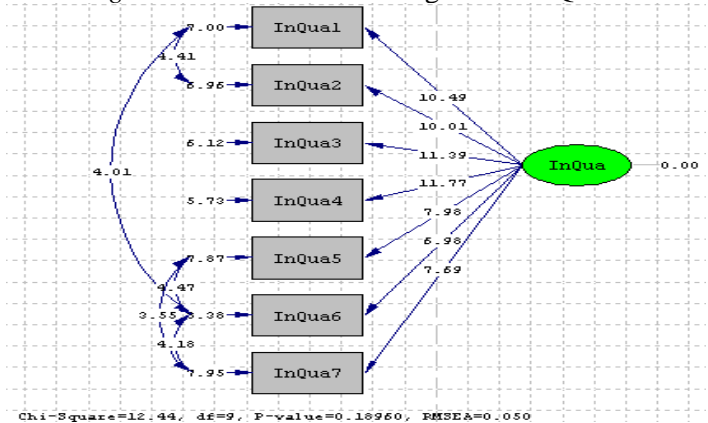 7.00
InQua1
4.41
6.96
InQua2
10.49
10.01
6.12
InQua3
11.39
InQua
0.00
4.01
5.73
InQua4
11.77
7.98
6.98
7.69
7.87
InQua5
4.47
3.55
InQua6
4.18
7.95
InQua7
Chi-Square=12.44, df=9, P-value=0.18960, RMSEA=0.050